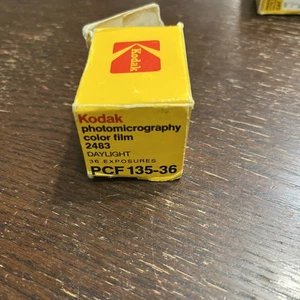 Kodak
Kodak
photomicrography
color film
2483
DAYLIGHT
36 EXPOSURES
PCF 135-36